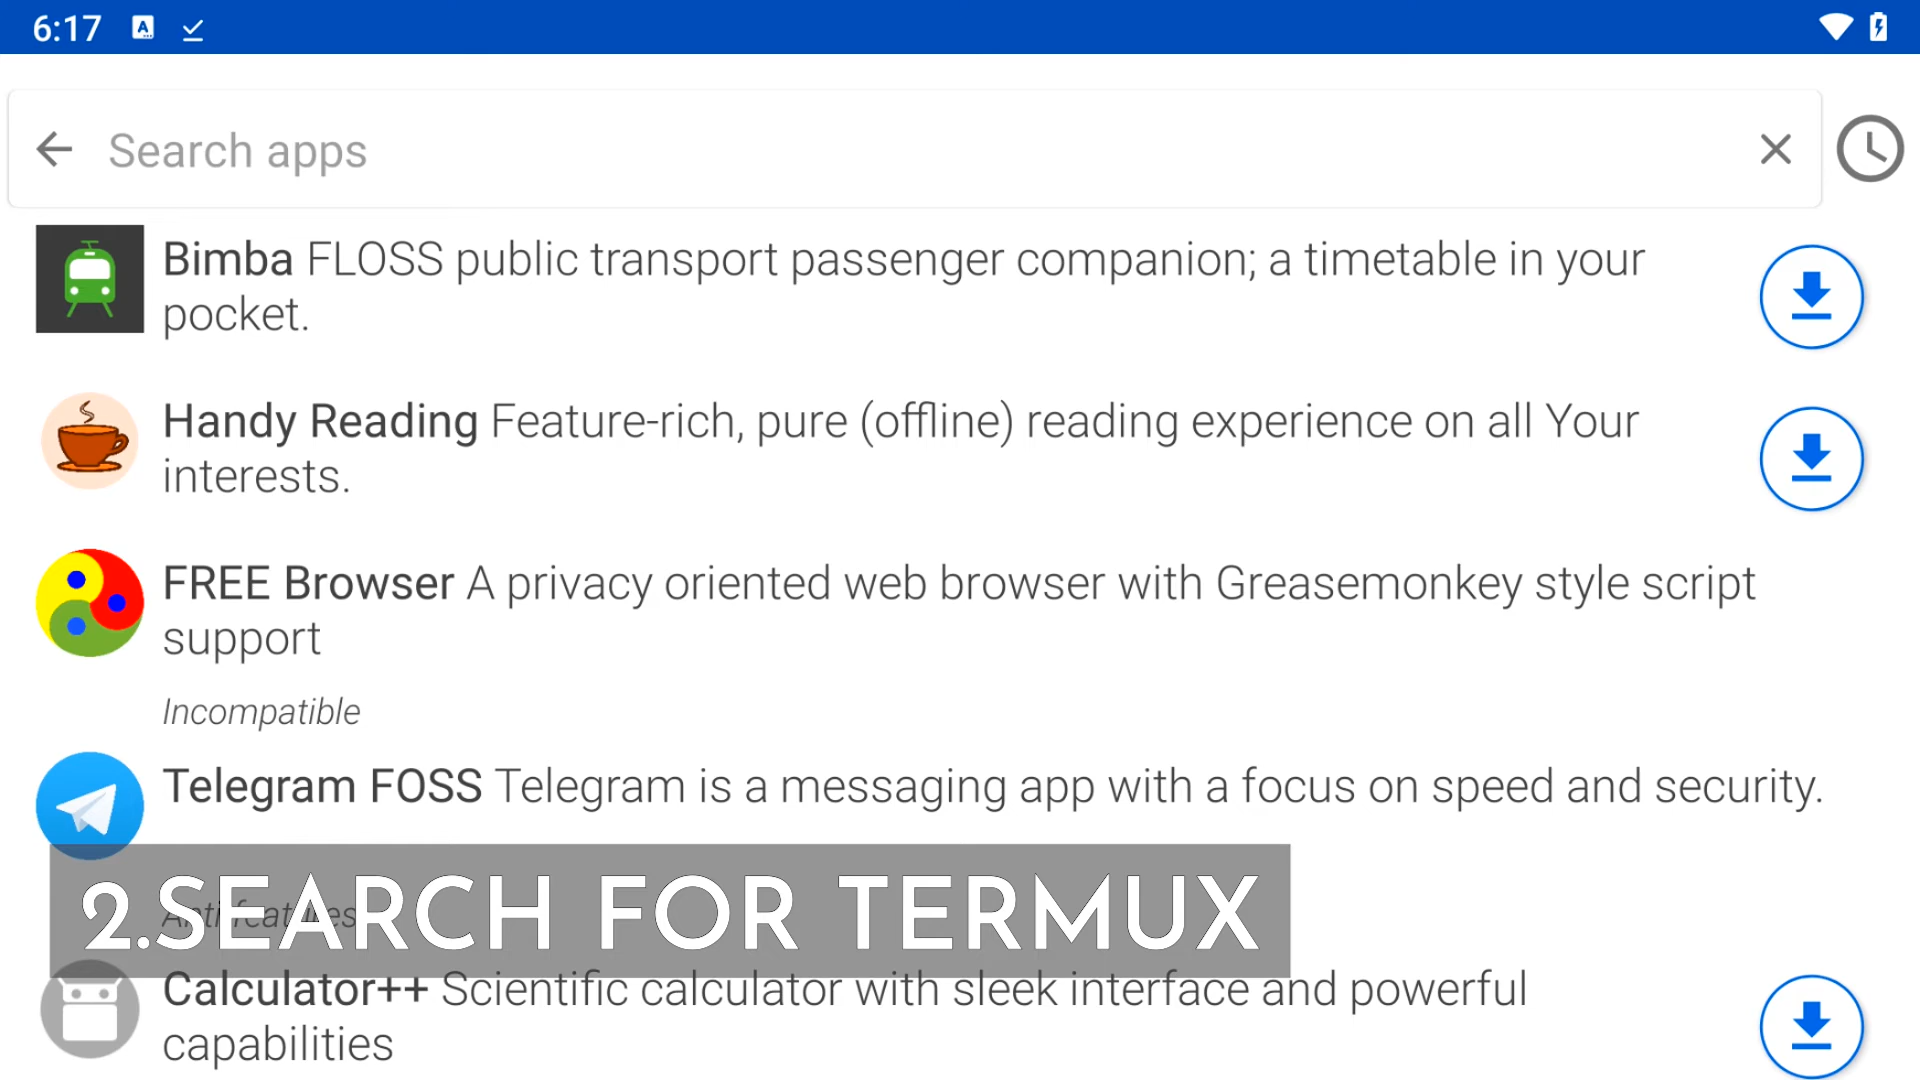 6:17
Search apps
Bimba FLOSS public transport passenger companion; a timetable in your
pocket.
Handy Reading Feature-rich, pure (offline) reading experience on all Your
interests.
FREE Browser A privacy oriented web browser with Greasemonkey style script
support
Incompatible
Telegram FOSS Telegram is a messaging app with a focus on speed and security.
Antifeatures
2.SEARCH FOR TERMUX
Calculator++ Scientific calculator with sleek interface and powerful
capabilities